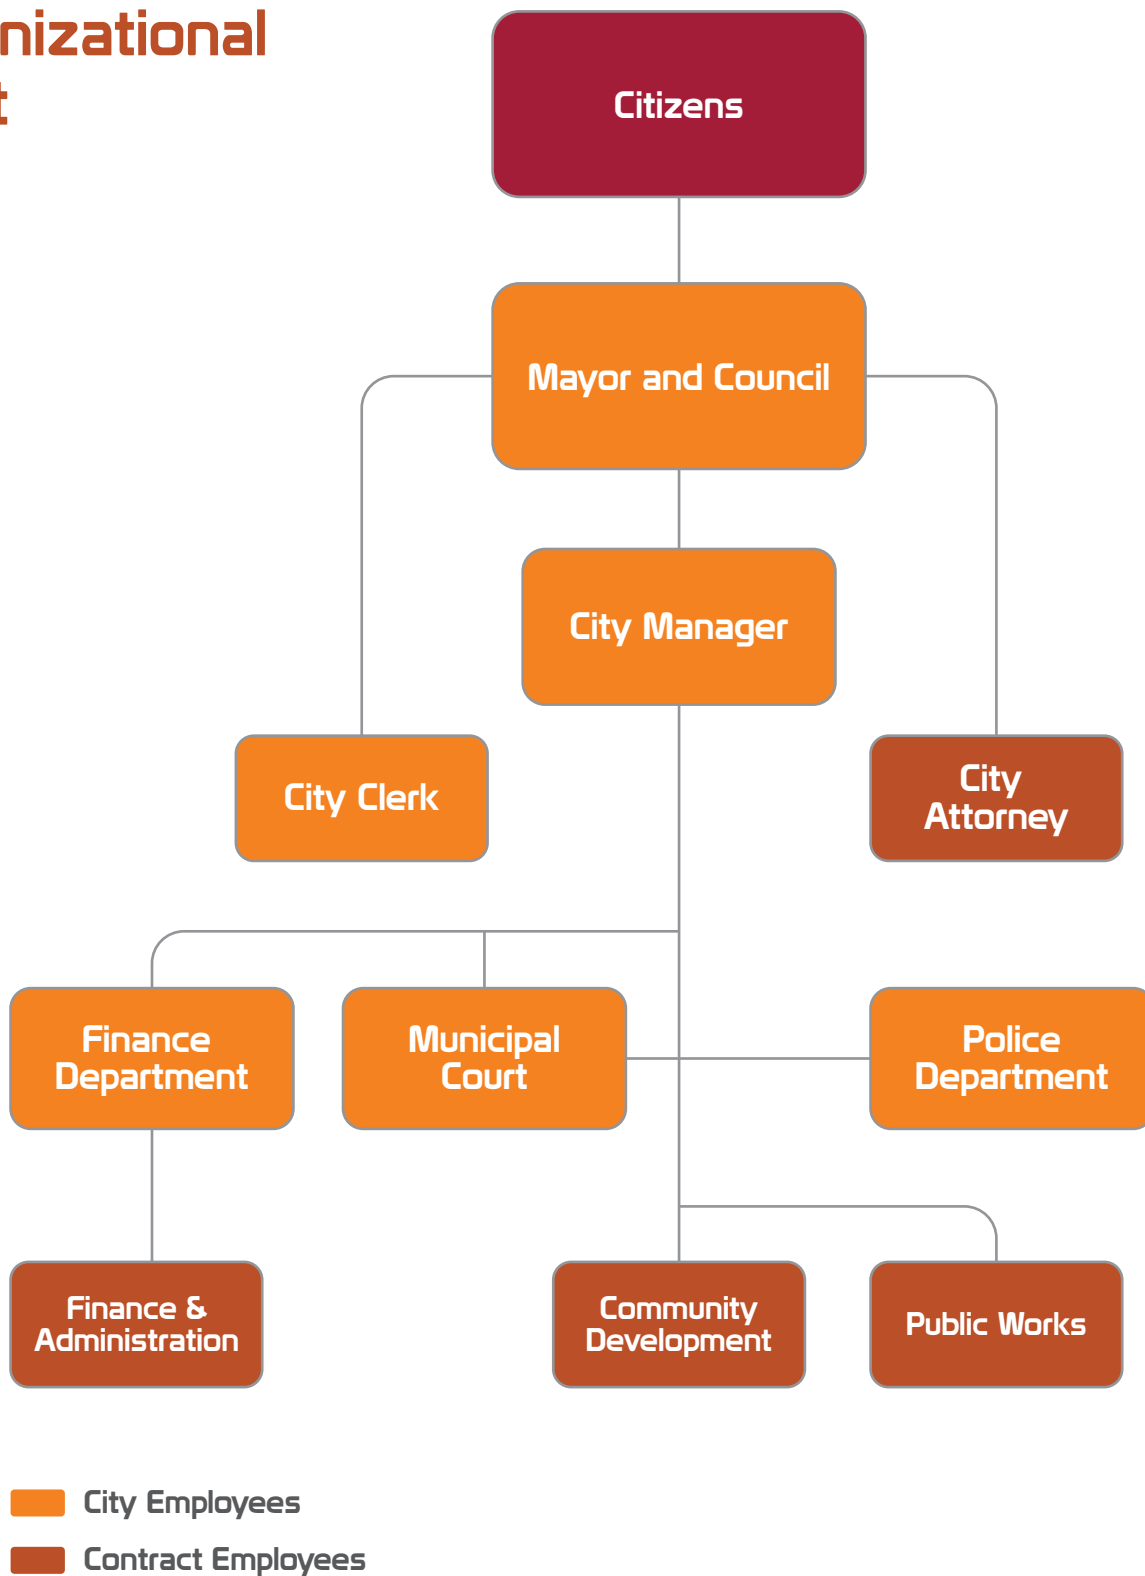 nizational
t
Citizens
Mayor and Council
City Manager
City Clerk
City
Attorney
Finance
Department
Municipal
Court
Police
Department
Finance &
Administration
Community
Development
Public Works
City Employees
Contract Employees